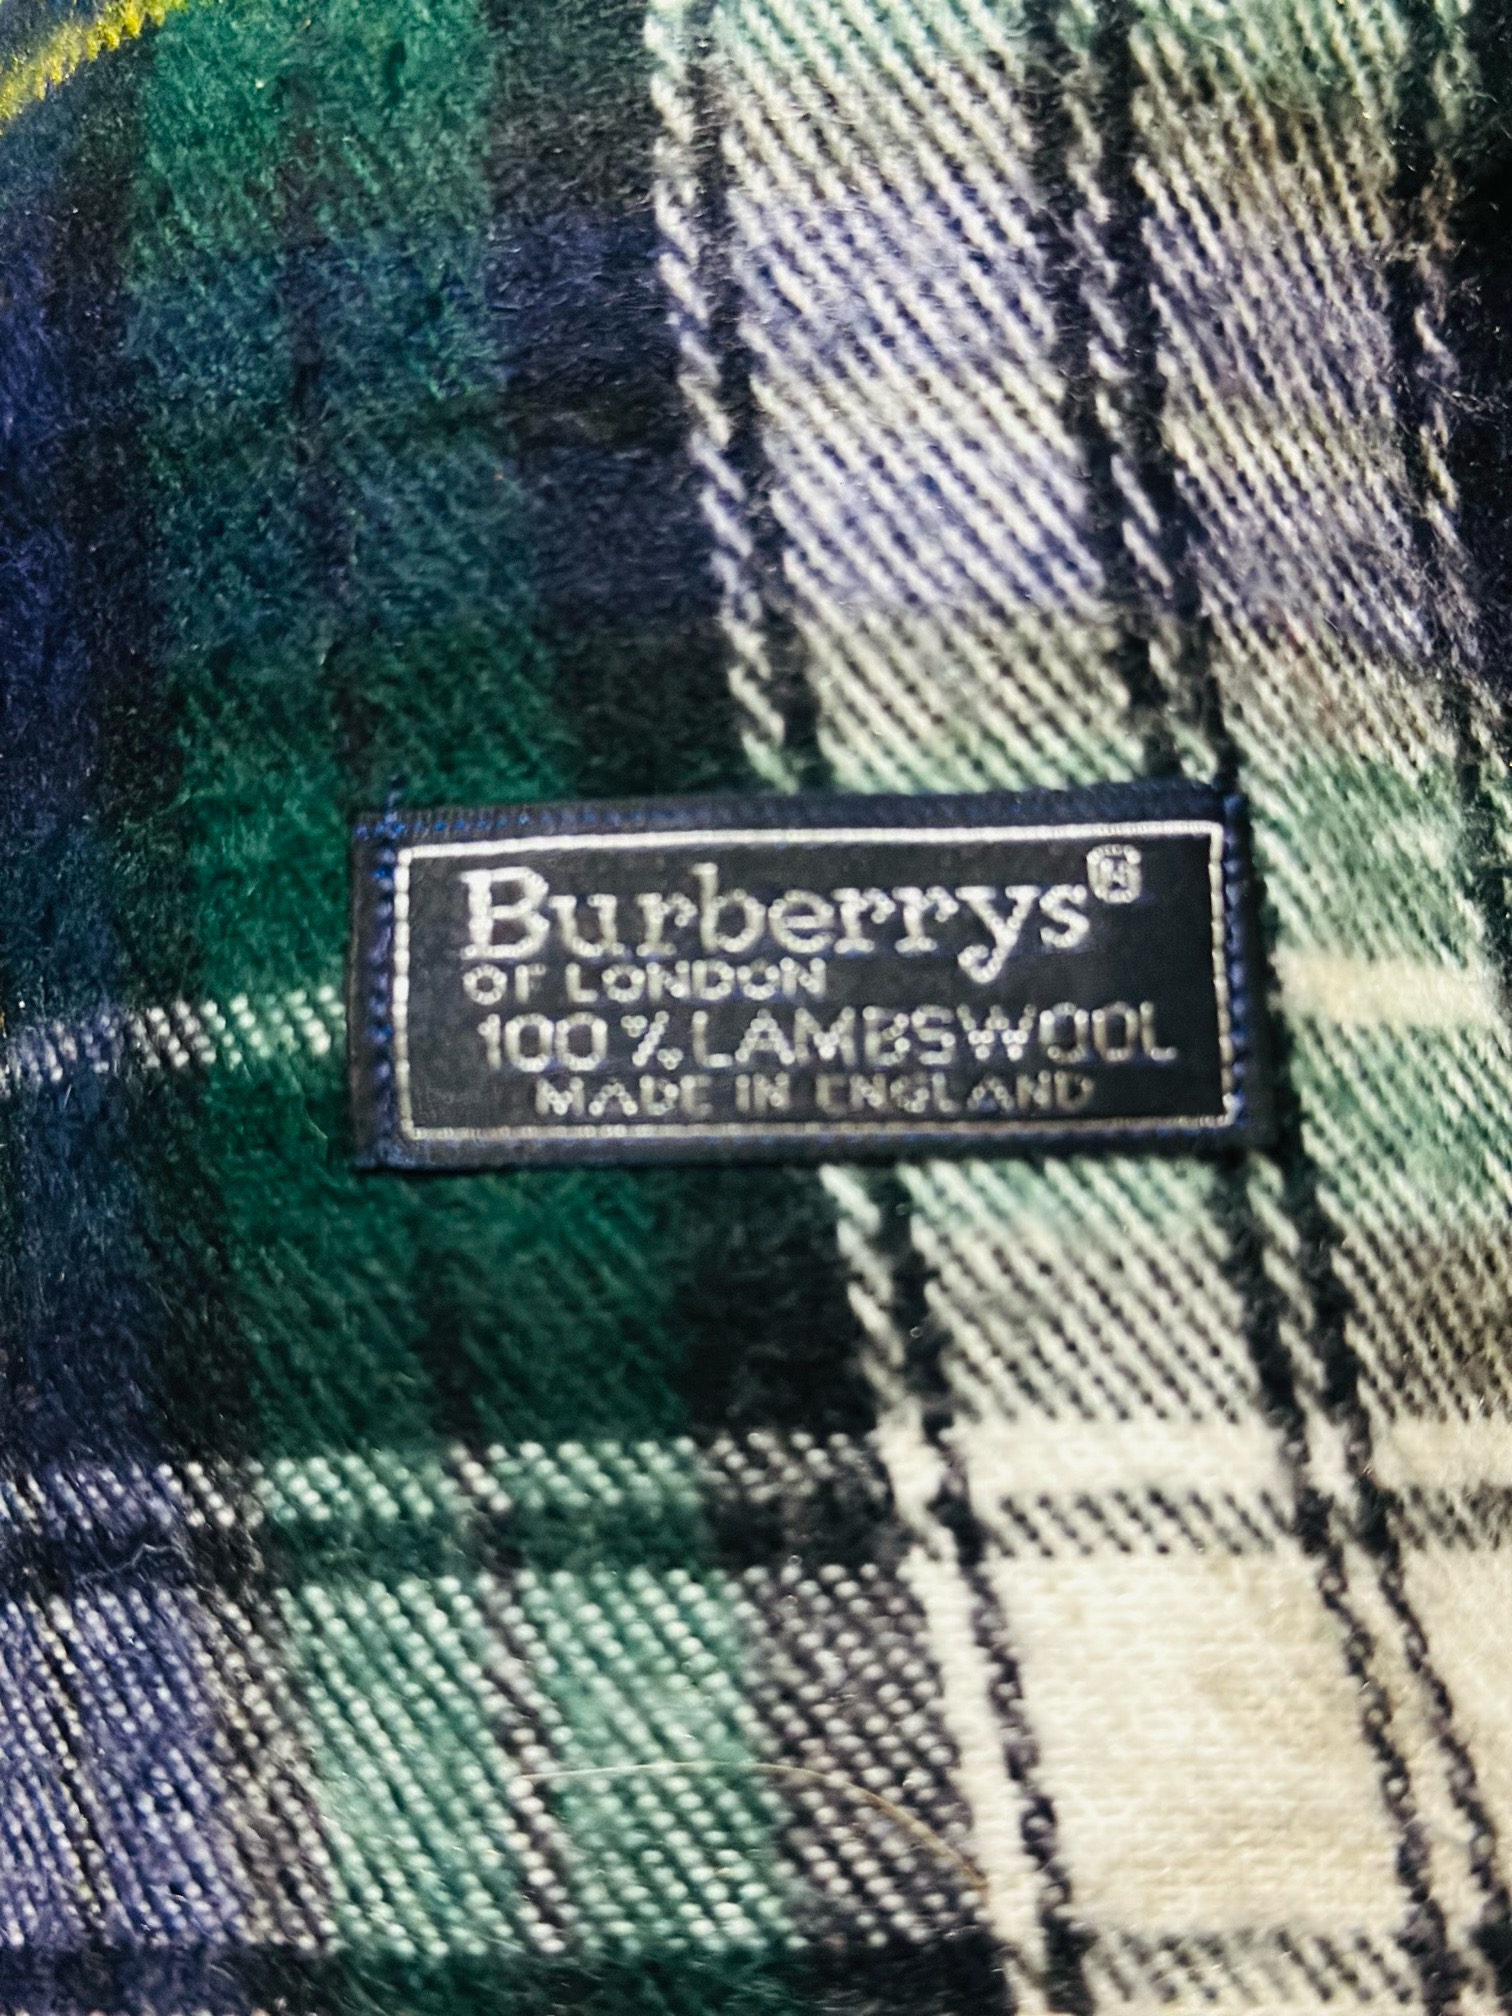 Burberrys®
OF LONDON
100% LAMBSWOOL
MADE IN ENGLAND